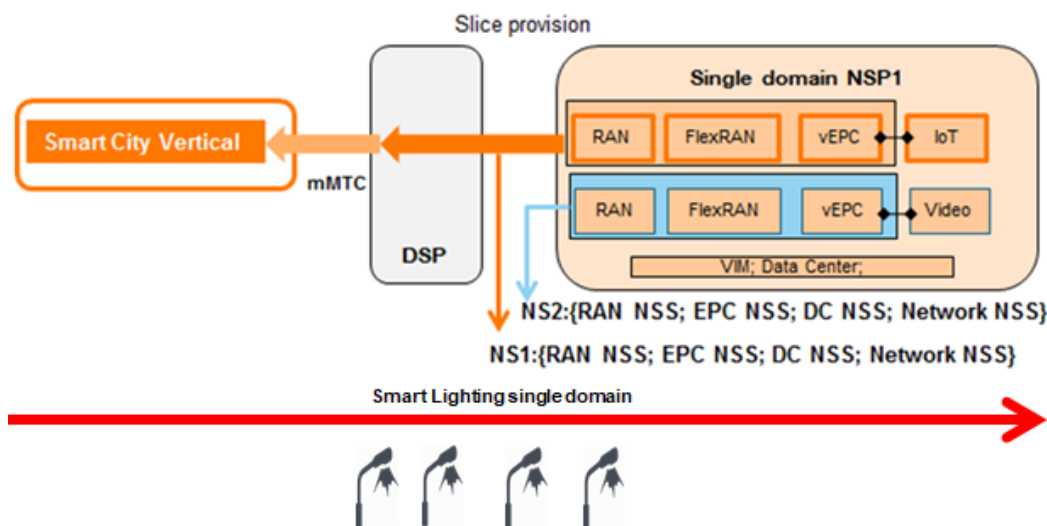 Slice provision
Single domain NSP1
Smart City Vertical
mMTC
DSP
RAN
FlexRAN
vEPC
IoT
RAN
FlexRAN
vEPC
Video
VIM; Data Center;
NS2:{RAN NSS; EPC NSS; DC NSS; Network NSS}
NS1:{RAN NSS; EPC NSS; DC NSS; Network NSS}
Smart Lighting single domain